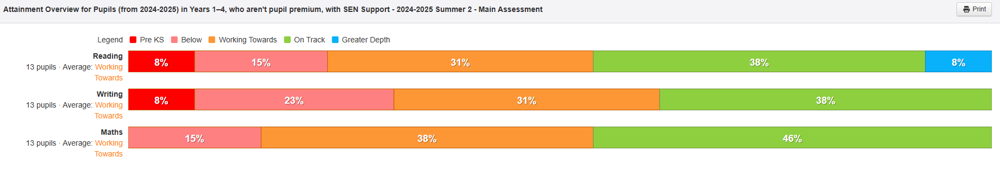 Attainment Overview for Pupils (from 2024-2025) in Years 1–4, who aren't pupil premium, with SEN Support - 2024-2025 Summer 2 - Main Assessment
Print
Legend Pre KS Below Working Towards On Track Greater Depth
Reading
13 pupils · Average: Working
Towards
8% 15% 31% 38% 8%
Writing
13 pupils · Average: Working
Towards
8% 23% 31% 38%
Maths
13 pupils · Average: Working
Towards
15% 38% 46%